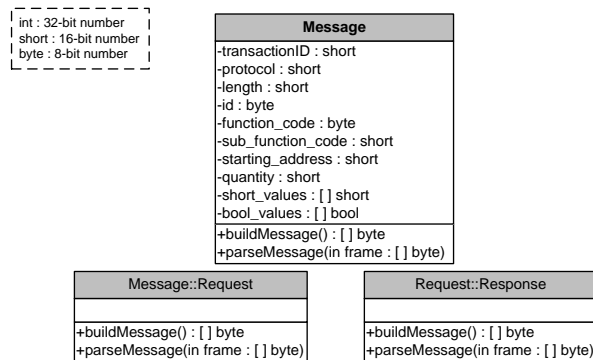 int : 32-bit number
short : 16-bit number
byte : 8-bit number
Message
-transactionID : short
-protocol : short
-length : short
-id : byte
-function_code : byte
-sub_function_code : short
-starting_address : short
-quantity : short
-short_values : [ ] short
-bool_values : [ ] bool
+buildMessage() : [ ] byte
+parseMessage(in frame : [ ] byte)
Message::Request
+buildMessage() : [ ] byte
+parseMessage(in frame : [ ] byte)
Request::Response
+buildMessage() : [ ] byte
+parseMessage(in frame : [ ] byte)